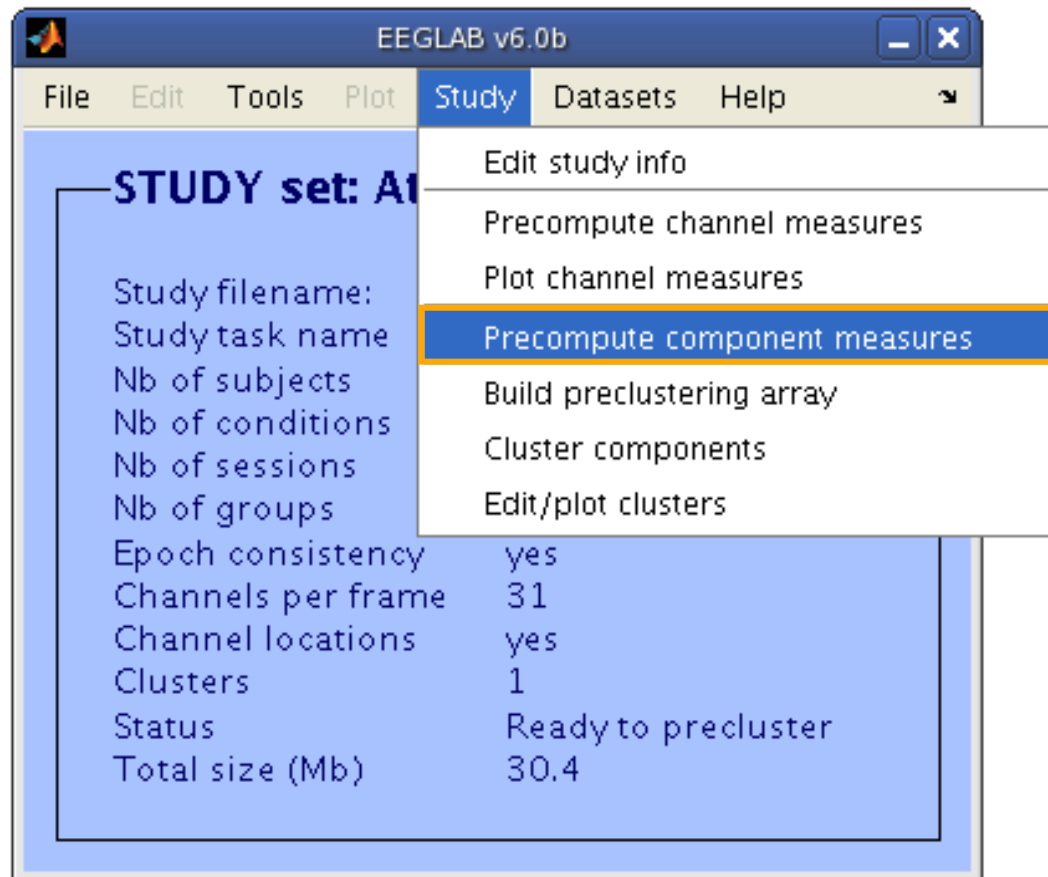 EEGLAB v6.0b
File Edit Tools Plot Study Datasets Help
Edit study info
Precompute channel measures
Plot channel measures
Precompute component measures
Build preclustering array
Cluster components
Edit/plot clusters
STUDY set: At
Study filename:
Study task name
Nb of subjects
Nb of conditions
Nb of sessions
Nb of groups
Epoch consistency yes
Channels per frame 31
Channel locations yes
Clusters 1
Status Ready to precluster
Total size (Mb) 30.4